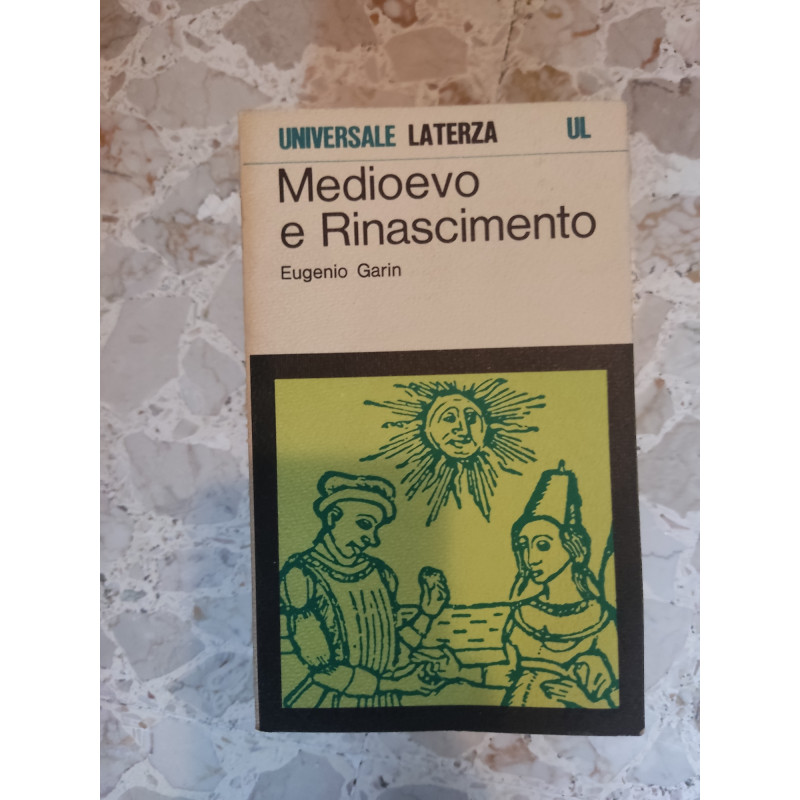 UNIVERSALE LATERZA UL
Medioevo
e Rinascimento
Eugenio Garin